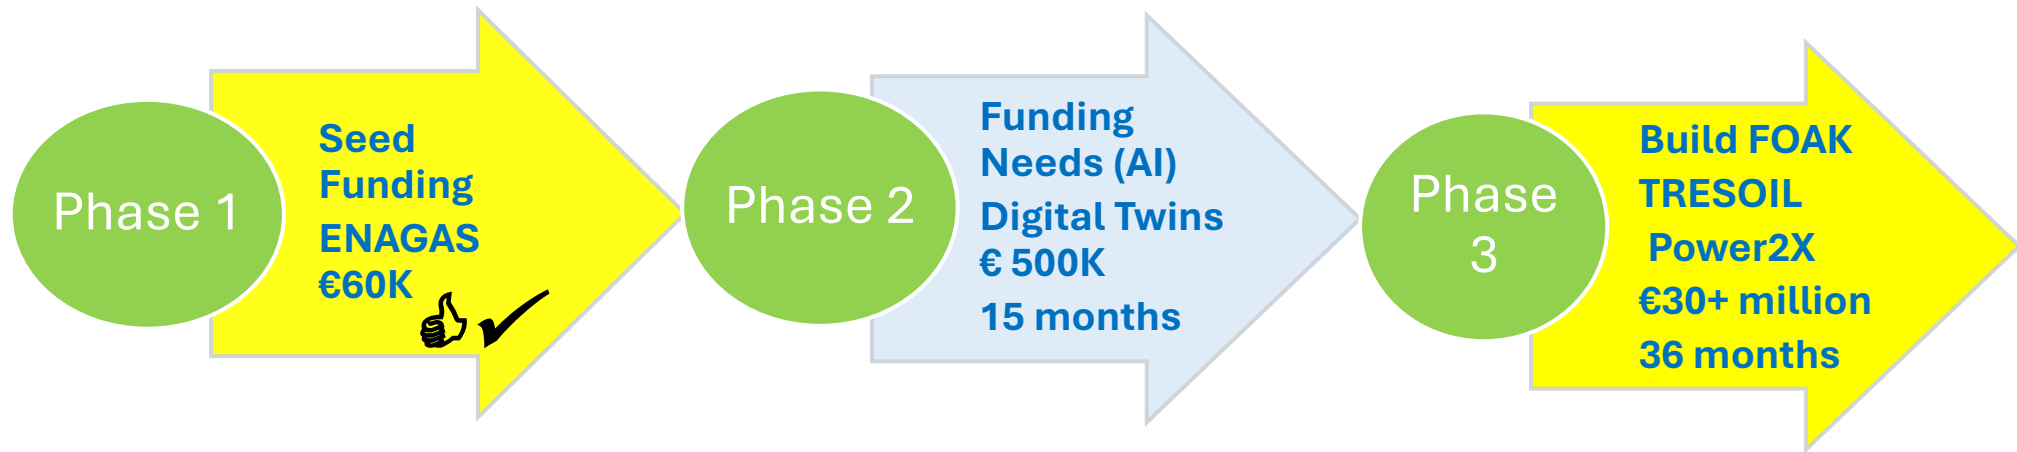 Phase 1
Seed
Funding
ENAGAS
€60K
Phase 2
Funding
Needs (AI)
Digital Twins
€ 500K
15 months
Phase
3
Build FOAK
TRESOIL
Power2X
€30+ million
36 months